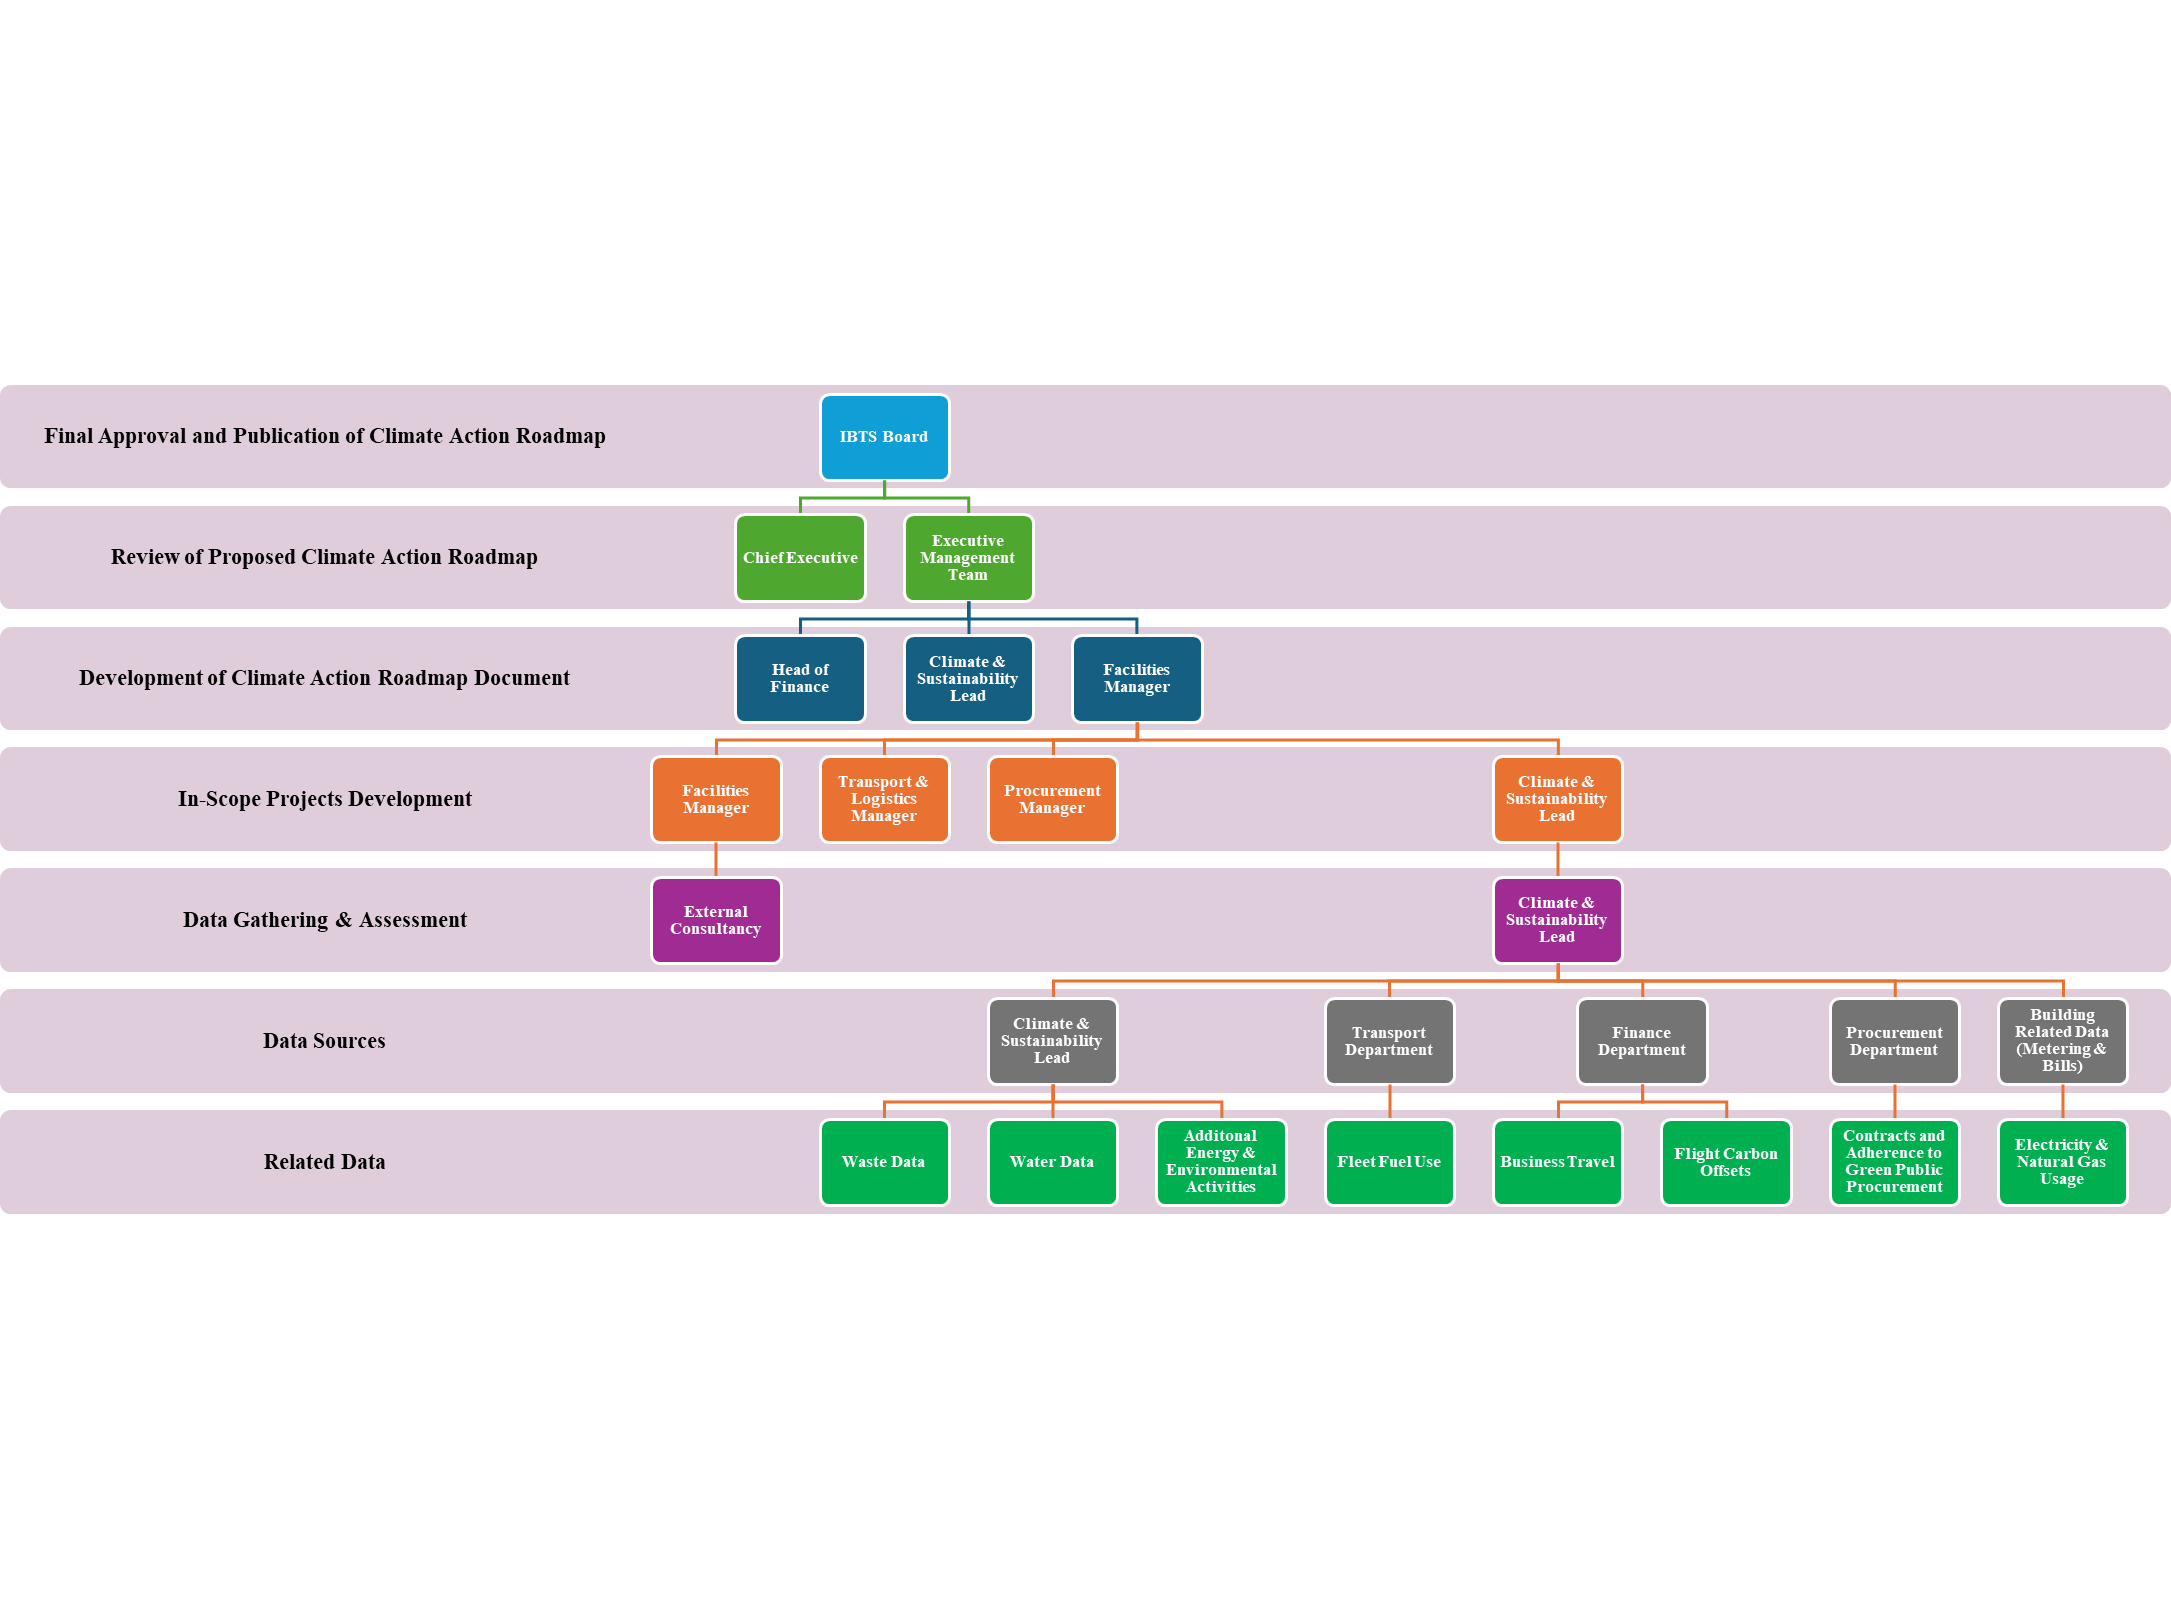 Final Approval and Publication of Climate Action Roadmap
IBTS Board
Review of Proposed Climate Action Roadmap
Chief Executive
Executive
Management
Team
Development of Climate Action Roadmap Document
Head of
Finance
Climate &
Sustainability
Lead
Facilities
Manager
In-Scope Projects Development
Facilities
Manager
Transport &
Logistics
Manager
Procurement
Manager
Climate &
Sustainability
Lead
Data Gathering & Assessment
External
Consultancy
Climate &
Sustainability
Lead
Data Sources
Climate &
Sustainability
Lead
Transport
Department
Finance
Department
Procurement
Department
Building
Related Data
(Metering &
Bills)
Related Data
Waste Data
Water Data
Additonal
Energy &
Environmental
Activities
Fleet Fuel Use
Business Travel
Flight Carbon
Offsets
Contracts and
Adherence to
Green Public
Procurement
Electricity &
Natural Gas
Usage